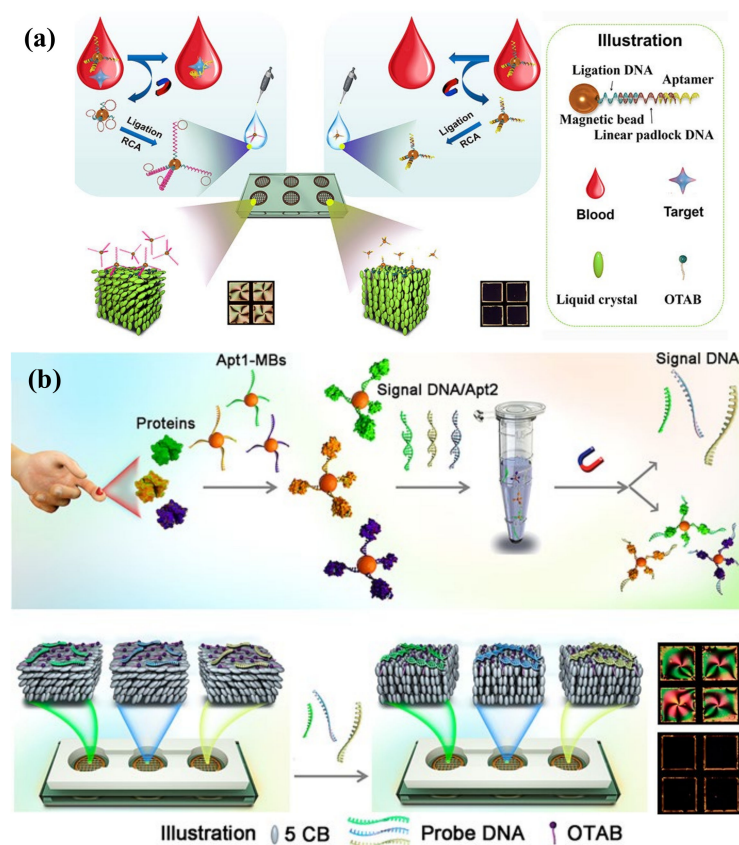 (a)
Ligation
RCA
Ligation
RCA
Illustration
Ligation DNA
Aptamer
Magnetic bead
Linear padlock DNA
Blood
Target
Liquid crystal
OTAB
(b)
Apt1-MBs
Proteins
Signal DNA/Apt2
Signal DNA
Illustration 5 CB Probe DNA OTAB